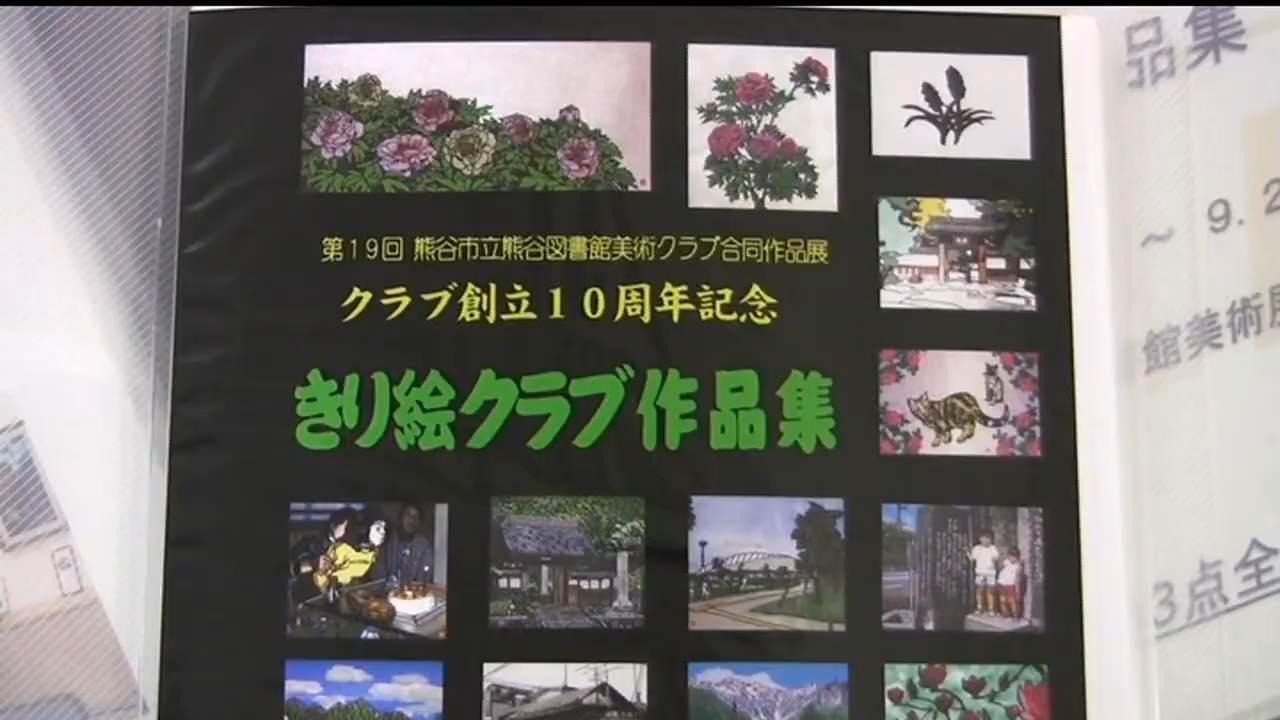 第19回 熊谷市立熊谷図書館美術クラブ合同作品展
クラブ創立10周年記念
きり絵クラブ作品集
品集
～ 9. 2
館美術展
3点全